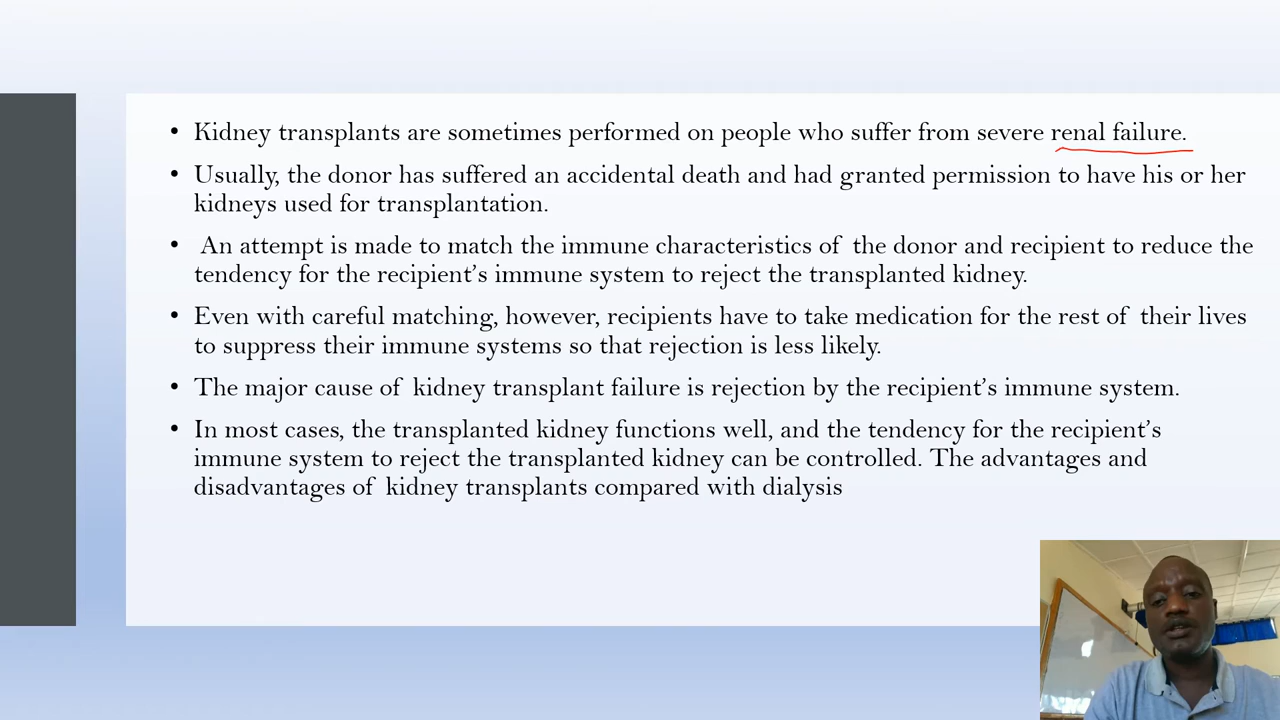 • Kidney transplants are sometimes performed on people who suffer from severe renal failure.
• Usually, the donor has suffered an accidental death and had granted permission to have his or her
kidneys used for transplantation.
• An attempt is made to match the immune characteristics of the donor and recipient to reduce the
tendency for the recipient’s immune system to reject the transplanted kidney.
• Even with careful matching, however, recipients have to take medication for the rest of their lives
to suppress their immune systems so that rejection is less likely.
• The major cause of kidney transplant failure is rejection by the recipient’s immune system.
• In most cases, the transplanted kidney functions well, and the tendency for the recipient’s
immune system to reject the transplanted kidney can be controlled. The advantages and
disadvantages of kidney transplants compared with dialysis